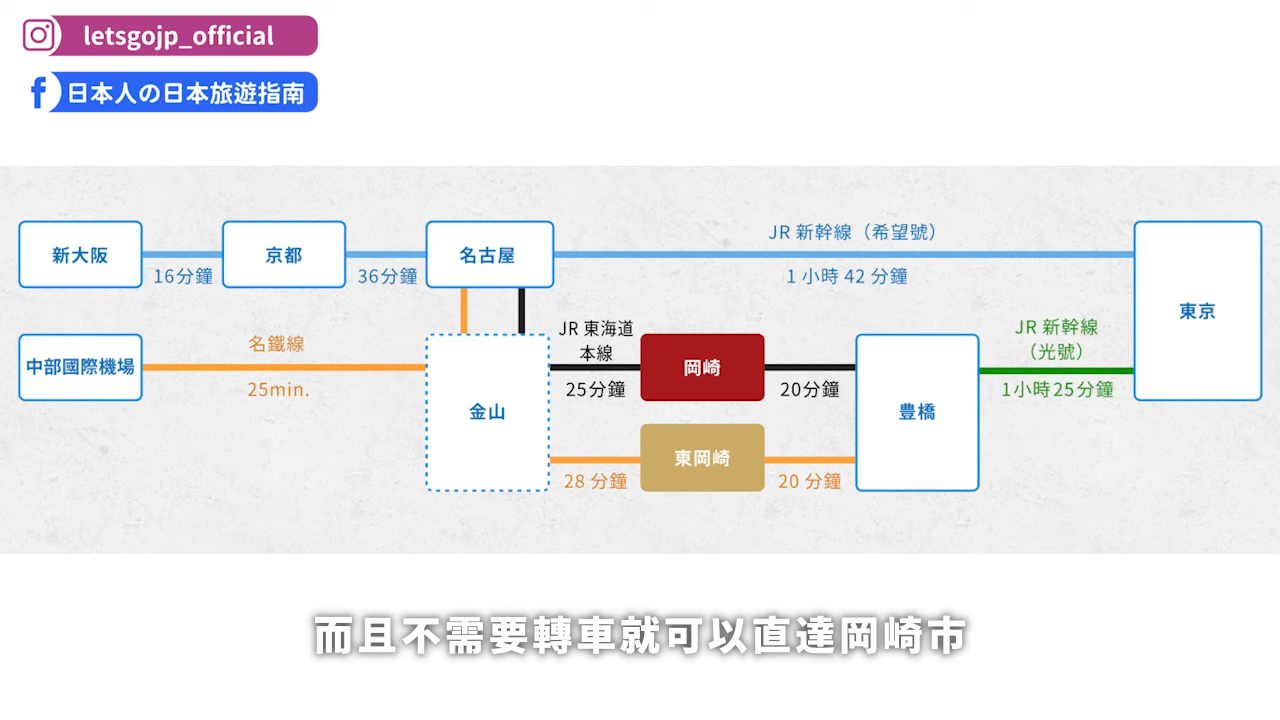 letsgojp_official
日本人の日本旅遊指南
JR 新幹線（希望號）
新大阪
京都
名古屋
16分鐘
36分鐘
1 小時 42 分鐘
東京
JR 東海道
本線
JR 新幹線
（光號）
名鐵線
中部國際機場
岡崎
25min.
25分鐘
20分鐘
1小時25分鐘
金山
豊橋
東岡崎
28 分鐘
20 分鐘
而且不需要轉車就可以直達岡崎市